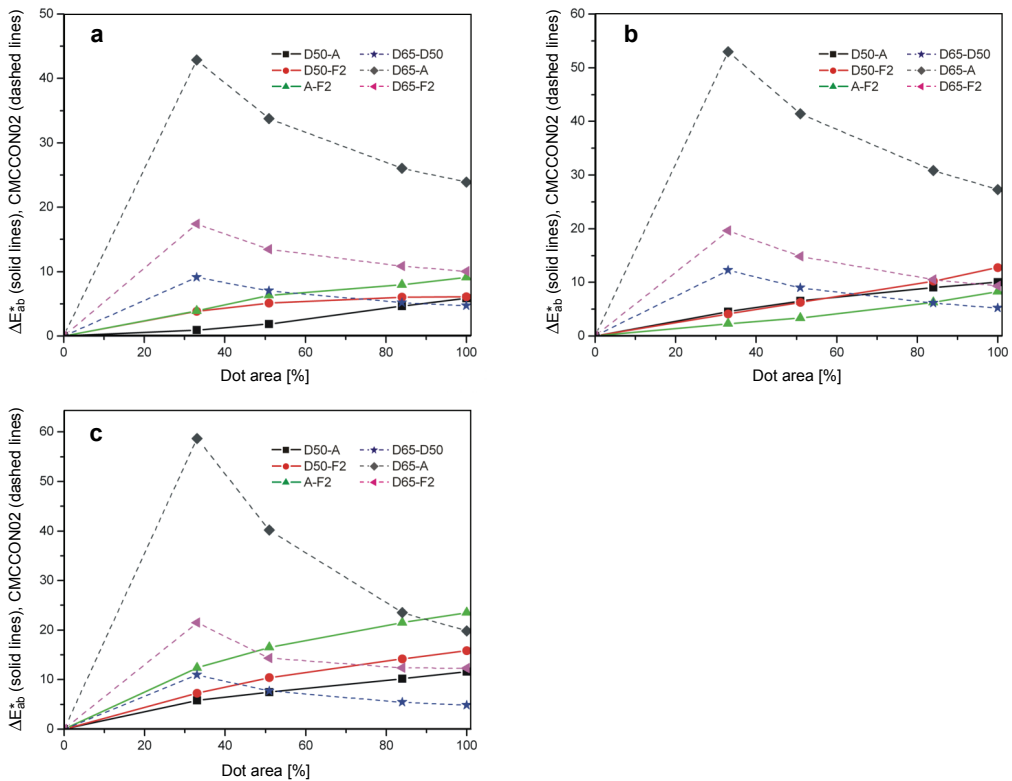 a
ΔE*ab (solid lines), CMCCON02 (dashed lines)
50
40
30
20
10
0
D50-A
D50-F2
A-F2
D65-D50
D65-A
D65-F2
0 20 40 60 80 100
Dot area [%]
b
ΔE*ab (solid lines), CMCCON02 (dashed lines)
60
50
40
30
20
10
0
D50-A
D50-F2
A-F2
D65-D50
D65-A
D65-F2
0 20 40 60 80 100
Dot area [%]
c
ΔE*ab (solid lines), CMCCON02 (dashed lines)
60
50
40
30
20
10
0
D50-A
D50-F2
A-F2
D65-D50
D65-A
D65-F2
0 20 40 60 80 100
Dot area [%]